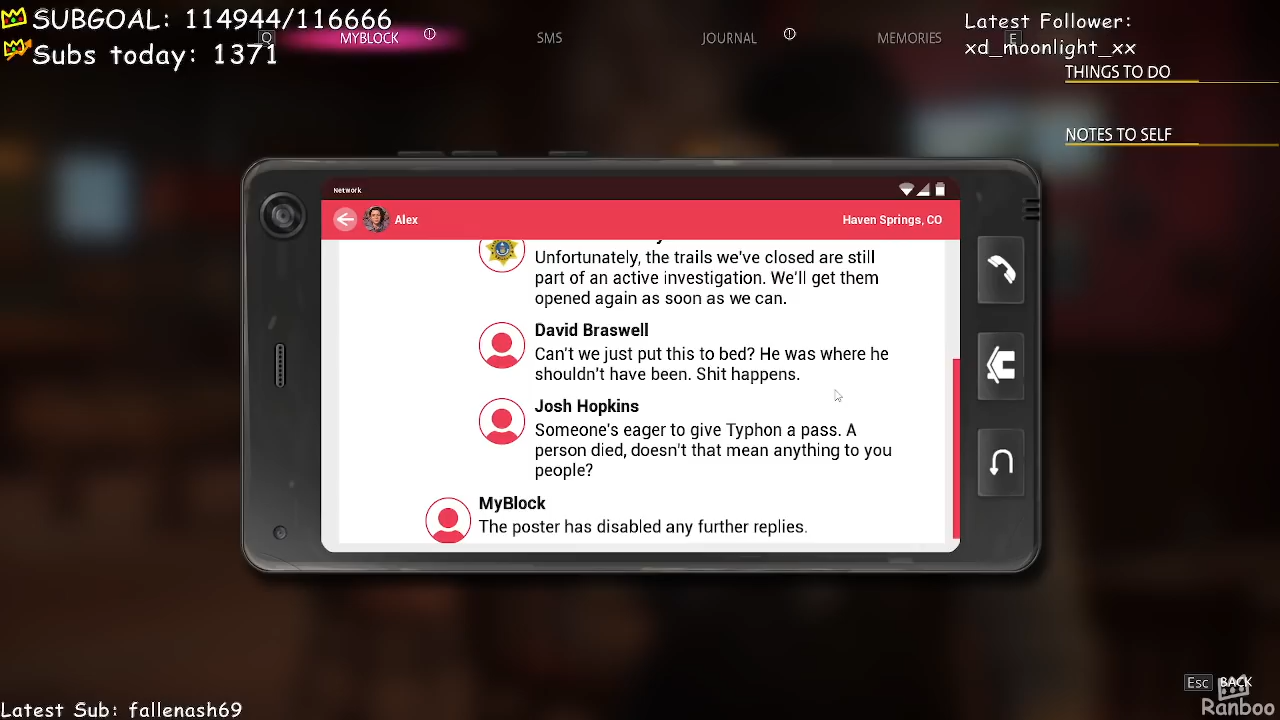 SUBGOAL: 114944/116666
Subs today: 1371
Q
MYBLOCK
SMS
JOURNAL
MEMORIES
E
Latest Follower:
xd_moonlight_xx
THINGS TO DO
NOTES TO SELF
Network
Alex
Haven Springs, CO
Unfortunately, the trails we've closed are still
part of an active investigation. We'll get them
opened again as soon as we can.
David Braswell
Can't we just put this to bed? He was where he
shouldn't have been. Shit happens.
Josh Hopkins
Someone's eager to give Typhon a pass. A
person died, doesn't that mean anything to you
people?
MyBlock
The poster has disabled any further replies.
Esc BACK
Ranboo
Latest Sub: fallenash69